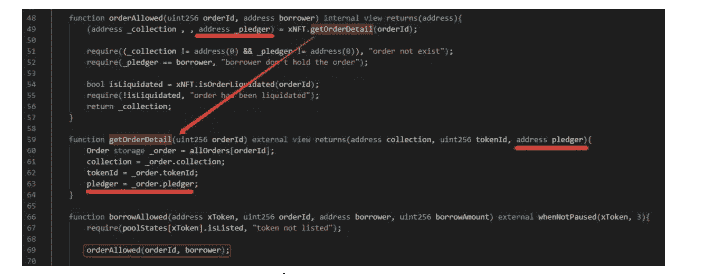 48 function orderAllowed(uint256 orderId, address borrower) internal view returns(address){
49 (address _collection , , address _pledger) = xNFT.getOrderDetail(orderId);
50
51 require((_collection != address(0) && _pledger != address(0)), "order not exist");
52 require(_pledger == borrower, "borrower don't hold the order");
53
54 bool isLiquidated = xNFT.isOrderLiquidated(orderId);
55 require(!isLiquidated, "order has been liquidated");
56 return _collection;
57 }
58
59 function getOrderDetail(uint256 orderId) external view returns(address collection, uint256 tokenId, address pledger){
60 Order storage _order = allOrders[orderId];
61 collection = _order.collection;
62 tokenId = _order.tokenId;
63 pledger = _order.pledger;
64 }
65
66 function borrowAllowed(address xToken, uint256 orderId, address borrower, uint256 borrowAmount) external whenNotPaused(xToken, 3){
67 require(poolStates[xToken].isListed, "token not listed");
68
69 orderAllowed(orderId, borrower);
70